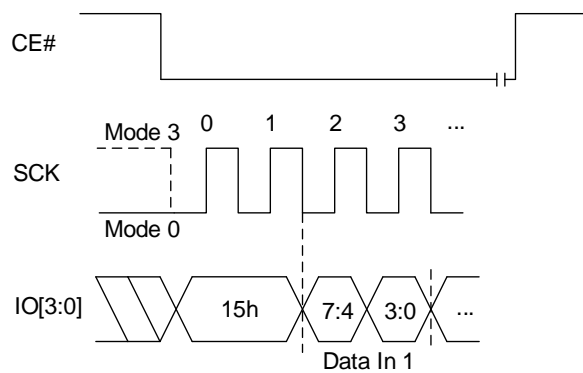 CE#
Mode 3 0 1 2 3 ...
SCK
Mode 0
IO[3:0] 15h 7:4 3:0 ...
Data In 1